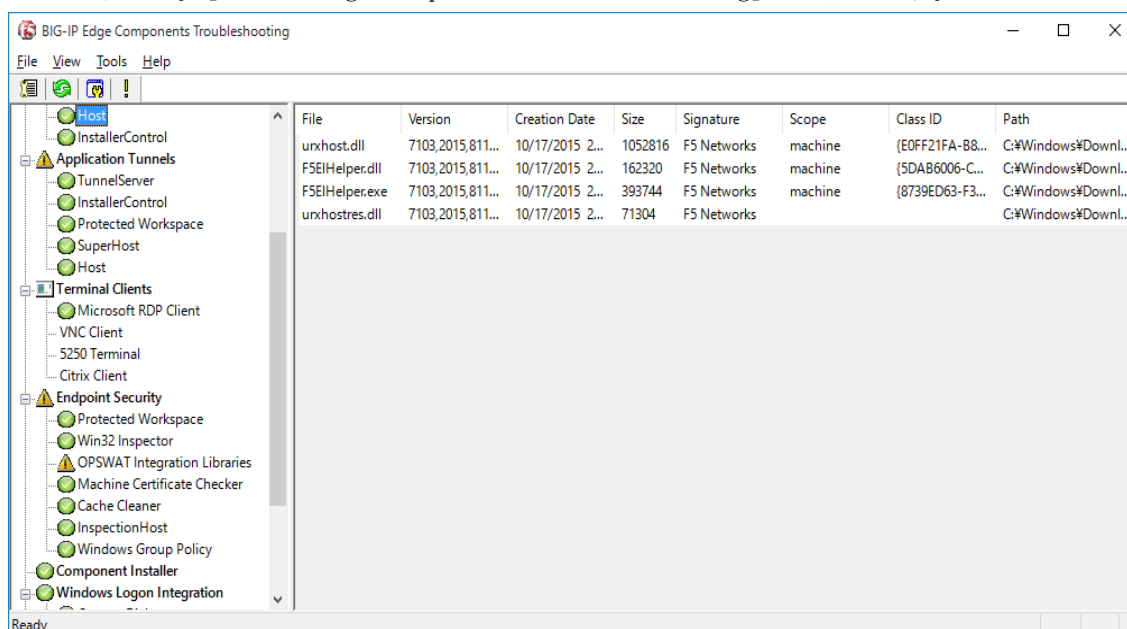 BIG-IP Edge Components Troubleshooting
File View Tools Help
Host
InstallerControl
Application Tunnels
TunnelServer
InstallerControl
Protected Workspace
SuperHost
Host
Terminal Clients
Microsoft RDP Client
VNC Client
5250 Terminal
Citrix Client
Endpoint Security
Protected Workspace
Win32 Inspector
OPSWAT Integration Libraries
Machine Certificate Checker
Cache Cleaner
InspectionHost
Windows Group Policy
Component Installer
Windows Logon Integration
File Version Creation Date Size Signature Scope Class ID Path
urxhost.dll 7103,2015,811... 10/17/2015 2... 1052816 F5 Networks machine {E0FF21FA-B8... C:¥Windows¥Downl...
F5EIHelper.dll 7103,2015,811... 10/17/2015 2... 162320 F5 Networks machine {5DAB6006-C... C:¥Windows¥Downl...
F5EIHelper.exe 7103,2015,811... 10/17/2015 2... 393744 F5 Networks machine {8739ED63-F3... C:¥Windows¥Downl...
urxhostres.dll 7103,2015,811... 10/17/2015 2... 71304 F5 Networks C:¥Windows¥Downl...
Ready